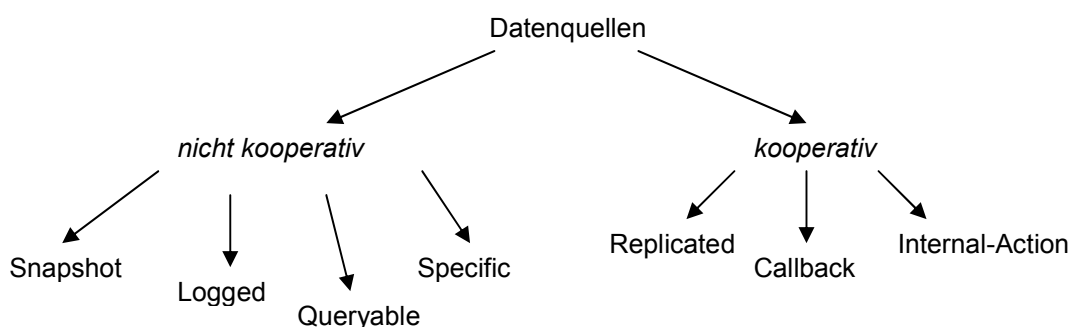 Datenquellen
nicht kooperativ
kooperativ
Snapshot
Logged
Queryable
Specific
Replicated
Callback
Internal-Action